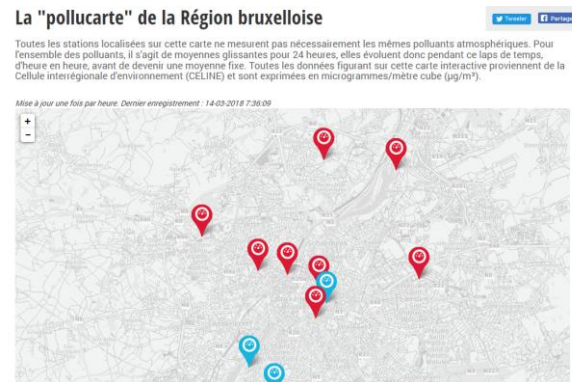 La "pollucarte" de la Région bruxelloise
Tweeter
Partage
Toutes les stations localisées sur cette carte ne mesurent pas nécessairement les mêmes polluants atmosphériques. Pour
l'ensemble des polluants, il s'agit de moyennes glissantes pour 24 heures, elles évoluent donc pendant ce laps de temps,
d'heure en heure, avant de devenir une moyenne fixe. Toutes les données figurant sur cette carte interactive proviennent de la
Cellule interrégionale d'environnement (CELINE) et sont exprimées en microgrammes/mètre cube (µg/m³).
Mise à jour une fois par heure. Dernier enregistrement : 14-03-2018 7:36:09
+
-